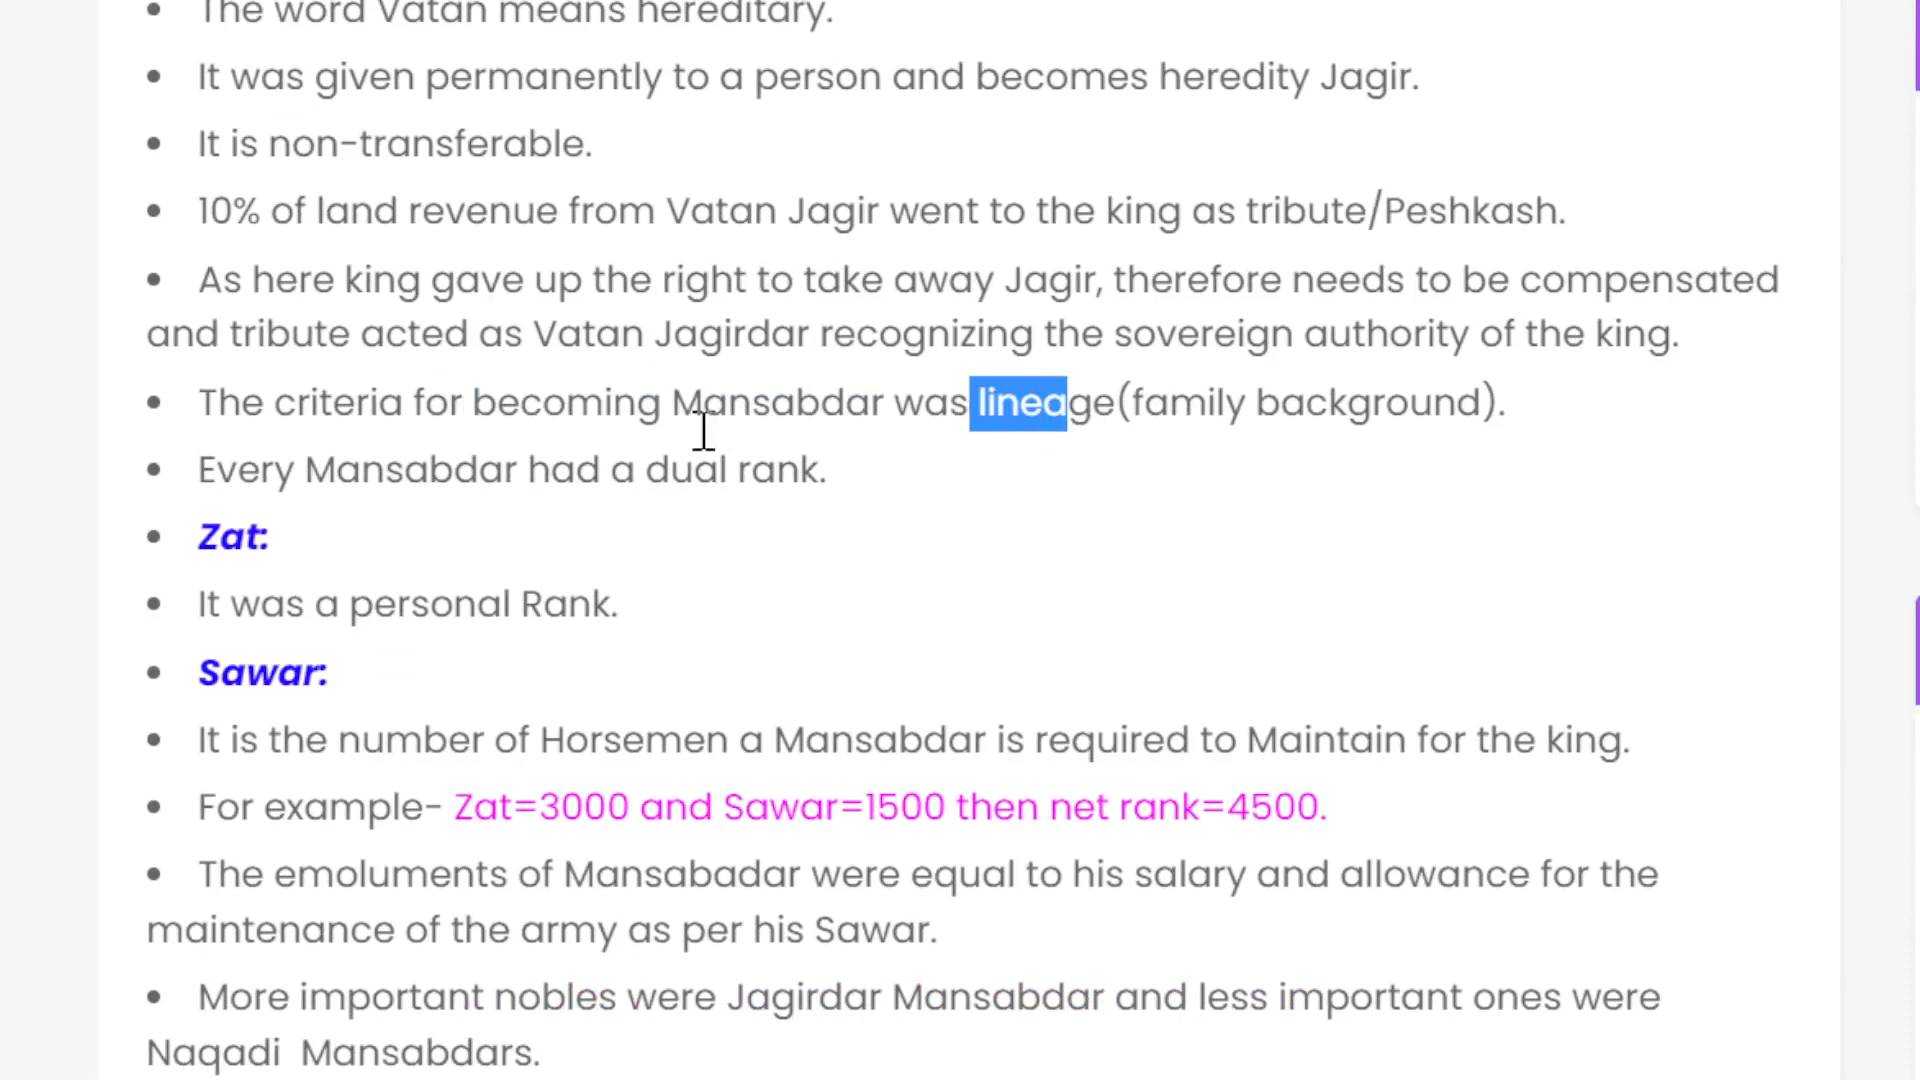 • The word Vatan means hereditary.
• It was given permanently to a person and becomes heredity Jagir.
• It is non-transferable.
• 10% of land revenue from Vatan Jagir went to the king as tribute/Peshkash.
• As here king gave up the right to take away Jagir, therefore needs to be compensated
and tribute acted as Vatan Jagirdar recognizing the sovereign authority of the king.
• The criteria for becoming Mansabdar was lineage(family background).
• Every Mansabdar had a dual rank.
• Zat:
• It was a personal Rank.
• Sawar:
• It is the number of Horsemen a Mansabdar is required to Maintain for the king.
• For example- Zat=3000 and Sawar=1500 then net rank=4500.
• The emoluments of Mansabadar were equal to his salary and allowance for the
maintenance of the army as per his Sawar.
• More important nobles were Jagirdar Mansabdar and less important ones were
Naqadi  Mansabdars.